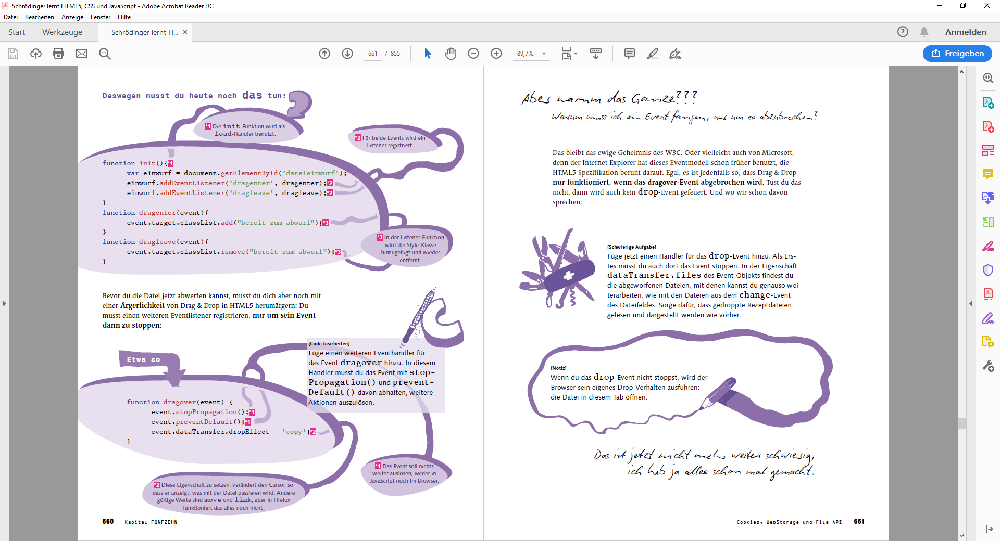 Schrödinger lernt HTML5, CSS und JavaScript - Adobe Acrobat Reader DC
Datei Bearbeiten Anzeige Fenster Hilfe
Start Werkzeuge Schrödinger lernt H... × Anmelden
661 / 855 89,7% Freigeben
Deswegen musst du heute noch das tun:
*1 Die init-Funktion wird als
load-Handler benutzt.
*2 Für beide Events wird ein
Listener registriert.
function init(){*1
var einwurf = document.getElementById('dateieinwurf');
einwurf.addEventListener('dragenter', dragenter);*2
einwurf.addEventListener('dragleave', dragleave);*2
}
function dragenter(event){
event.target.classList.add("bereit-zum-abwurf");*3
}
function dragleave(event){
event.target.classList.remove("bereit-zum-abwurf");*3
}
*3 In der Listener-Funktion
wird die Style-Klasse
hinzugefügt und wieder
entfernt.
Bevor du die Datei jetzt abwerfen kannst, musst du dich aber noch mit
einer Ärgerlichkeit von Drag & Drop in HTML5 herumärgern: Du
musst einen weiteren Eventlistener registrieren, nur um sein Event
dann zu stoppen:
[Code bearbeiten]
Füge einen weiteren Eventhandler für
das Event dragover hinzu. In diesem
Handler musst du das Event mit stop-
Propagation() und prevent-
Default() davon abhalten, weitere
Aktionen auszulösen.
Etwa so
function dragover(event) {
event.stopPropagation();*1
event.preventDefault();*1
event.dataTransfer.dropEffect = 'copy';*2
}
*1 Das Event soll nichts
weiter auslösen, weder in
JavaScript noch im Browser.
*2 Diese Eigenschaft zu setzen, verändert den Cursor, so
dass er anzeigt, was mit der Datei passieren wird. Andere
gültige Werte sind move und link, aber in Firefox
funktioniert das alles noch nicht.
660 Kapitel FÜNFZEHN
Aber warum das Ganze???
Warum muss ich ein Event fangen, nur um es abzubrechen?
Das bleibt das ewige Geheimnis des W3C. Oder vielleicht auch von Microsoft,
denn der Internet Explorer hat dieses Eventmodell schon früher benutzt, die
HTML5-Spezifikation beruht darauf. Egal, es ist jedenfalls so, dass Drag & Drop
nur funktioniert, wenn das dragover-Event abgebrochen wird. Tust du das
nicht, dann wird auch kein drop-Event gefeuert. Und wo wir schon davon
sprechen:
[Schwierige Aufgabe]
Füge jetzt einen Handler für das drop-Event hinzu. Als Ers-
tes musst du auch dort das Event stoppen. In der Eigenschaft
dataTransfer.files des Event-Objekts findest du
die abgeworfenen Dateien, mit denen kannst du genauso wei-
terarbeiten, wie mit den Dateien aus dem change-Event
des Dateifeldes. Sorge dafür, dass gedroppte Rezeptdateien
gelesen und dargestellt werden wie vorher.
[Notiz]
Wenn du das drop-Event nicht stoppst, wird der
Browser sein eigenes Drop-Verhalten ausführen:
die Datei in diesem Tab öffnen.
Das ist jetzt nicht mehr weiter schwierig,
ich hab ja alles schon mal gemacht.
Cookies, WebStorage und File-API 661